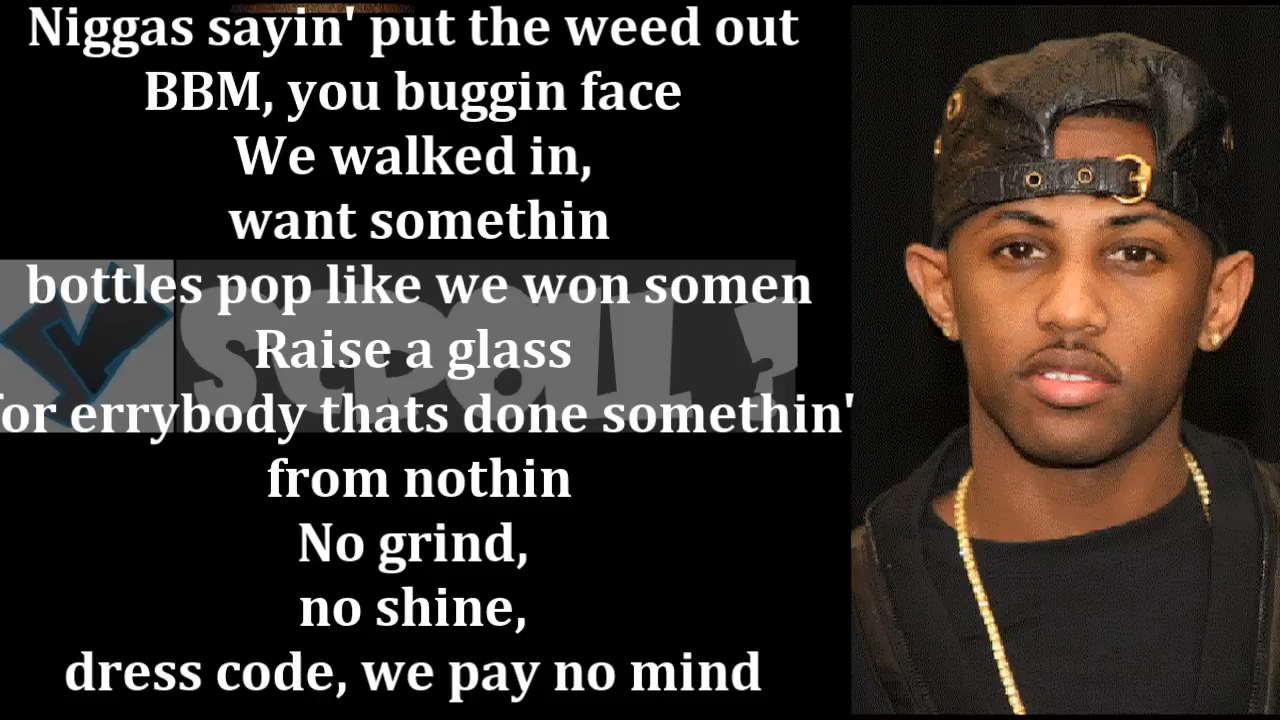 Niggas sayin' put the weed out
BBM, you buggin face
We walked in,
want somethin
bottles pop like we won somen
SCROLL ?
Raise a glass
for errybody thats done somethin'
from nothin
No grind,
no shine,
dress code, we pay no mind